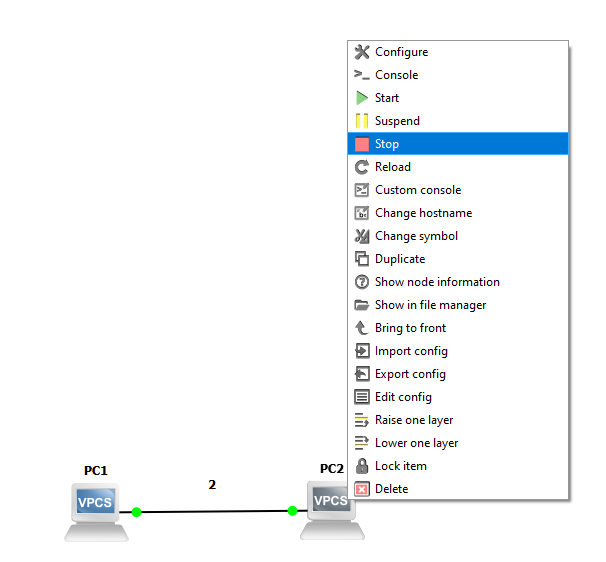 Configure
Console
Start
Suspend
Stop
Reload
Custom console
Change hostname
Change symbol
Duplicate
Show node information
Show in file manager
Bring to front
Import config
Export config
Edit config
Raise one layer
Lower one layer
Lock item
Delete
PC1
2
PC2
VPCS
VPCS